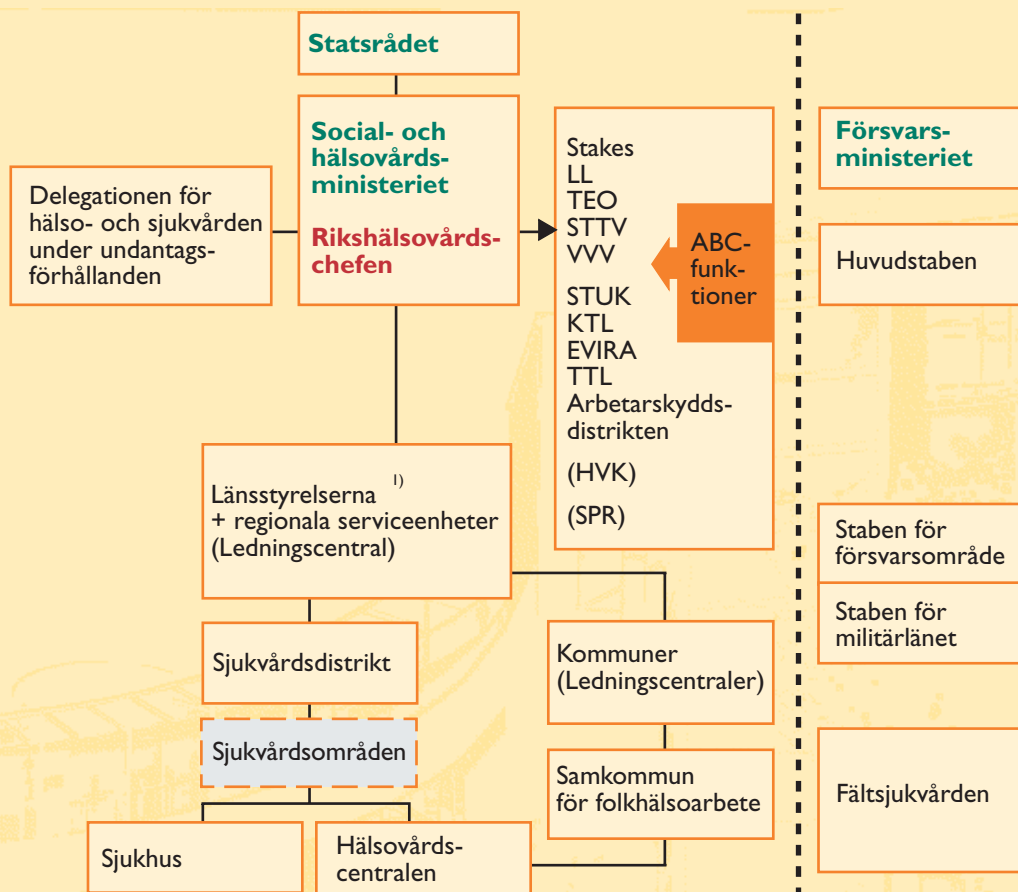 Statsrådet
Social- och
hälsovårds-
ministeriet
Rikshälsovårds-
chefen
Delegationen för
hälso- och sjukvården
under undantags-
förhållanden
Stakes
LL
TEO
STTV
VVV
STUK
KTL
EVIRA
TTL
Arbetarskydds-
distrikten
(HVK)
(SPR)
ABC-
funk-
tioner
Länsstyrelserna 1)
+ regionala serviceenheter
(Ledningscentral)
Sjukvårdsdistrikt
Sjukvårdsområden
Sjukhus
Hälsovårds-
centralen
Kommuner
(Ledningscentraler)
Samkommun
för folkhälsoarbete
Försvars-
ministeriet
Huvudstaben
Staben för
försvarsområde
Staben för
militärlänet
Fältsjukvården